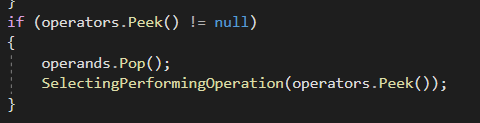 }
if (operators.Peek() != null)
{
operands.Pop();
SelectingPerformingOperation(operators.Peek());
}